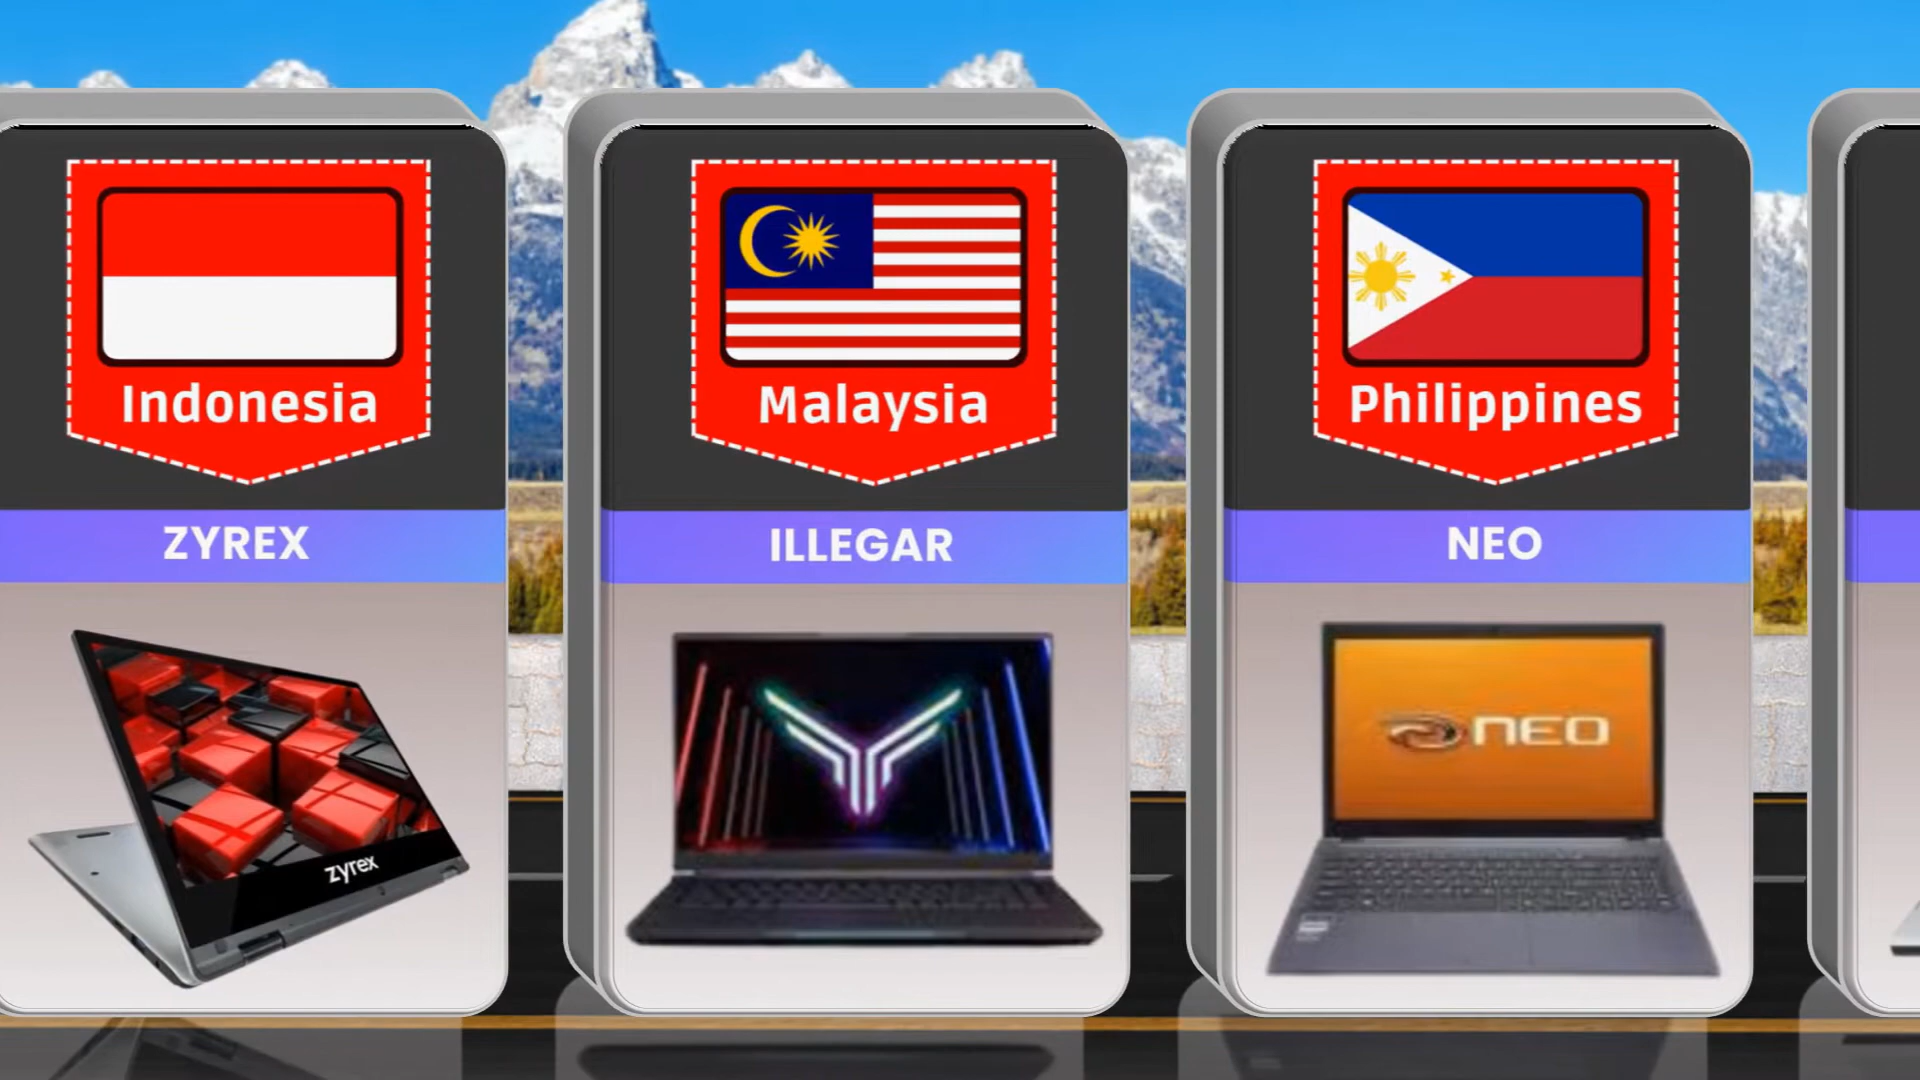 Indonesia
ZYREX
zyrex
Malaysia
ILLEGAR
Philippines
NEO
NEO